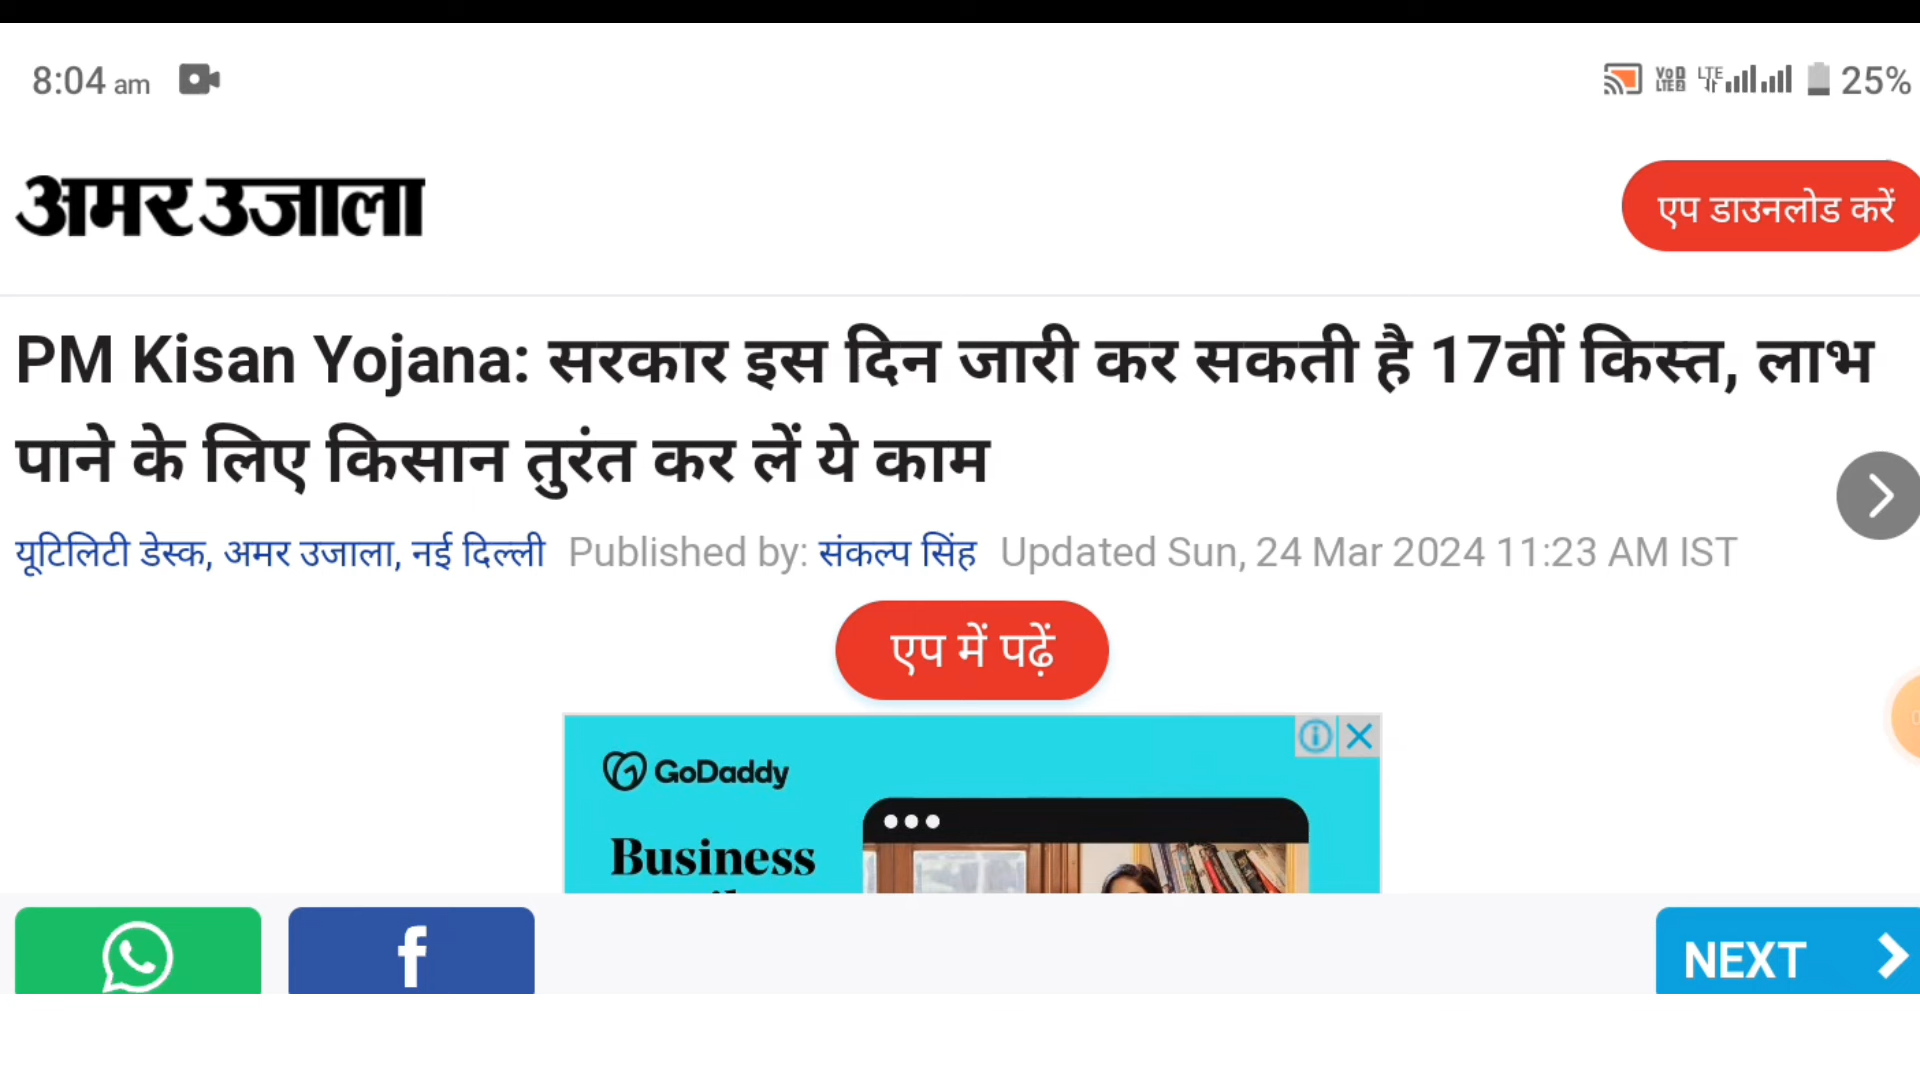 8:04 am
25%
अमर उजाला
एप डाउनलोड करें
PM Kisan Yojana: सरकार इस दिन जारी कर सकती है 17वीं किस्त, लाभ
पाने के लिए किसान तुरंत कर लें ये काम
यूटिलिटी डेस्क, अमर उजाला, नई दिल्ली Published by: संकल्प सिंह Updated Sun, 24 Mar 2024 11:23 AM IST
एप में पढ़ें
GoDaddy
Business
NEXT